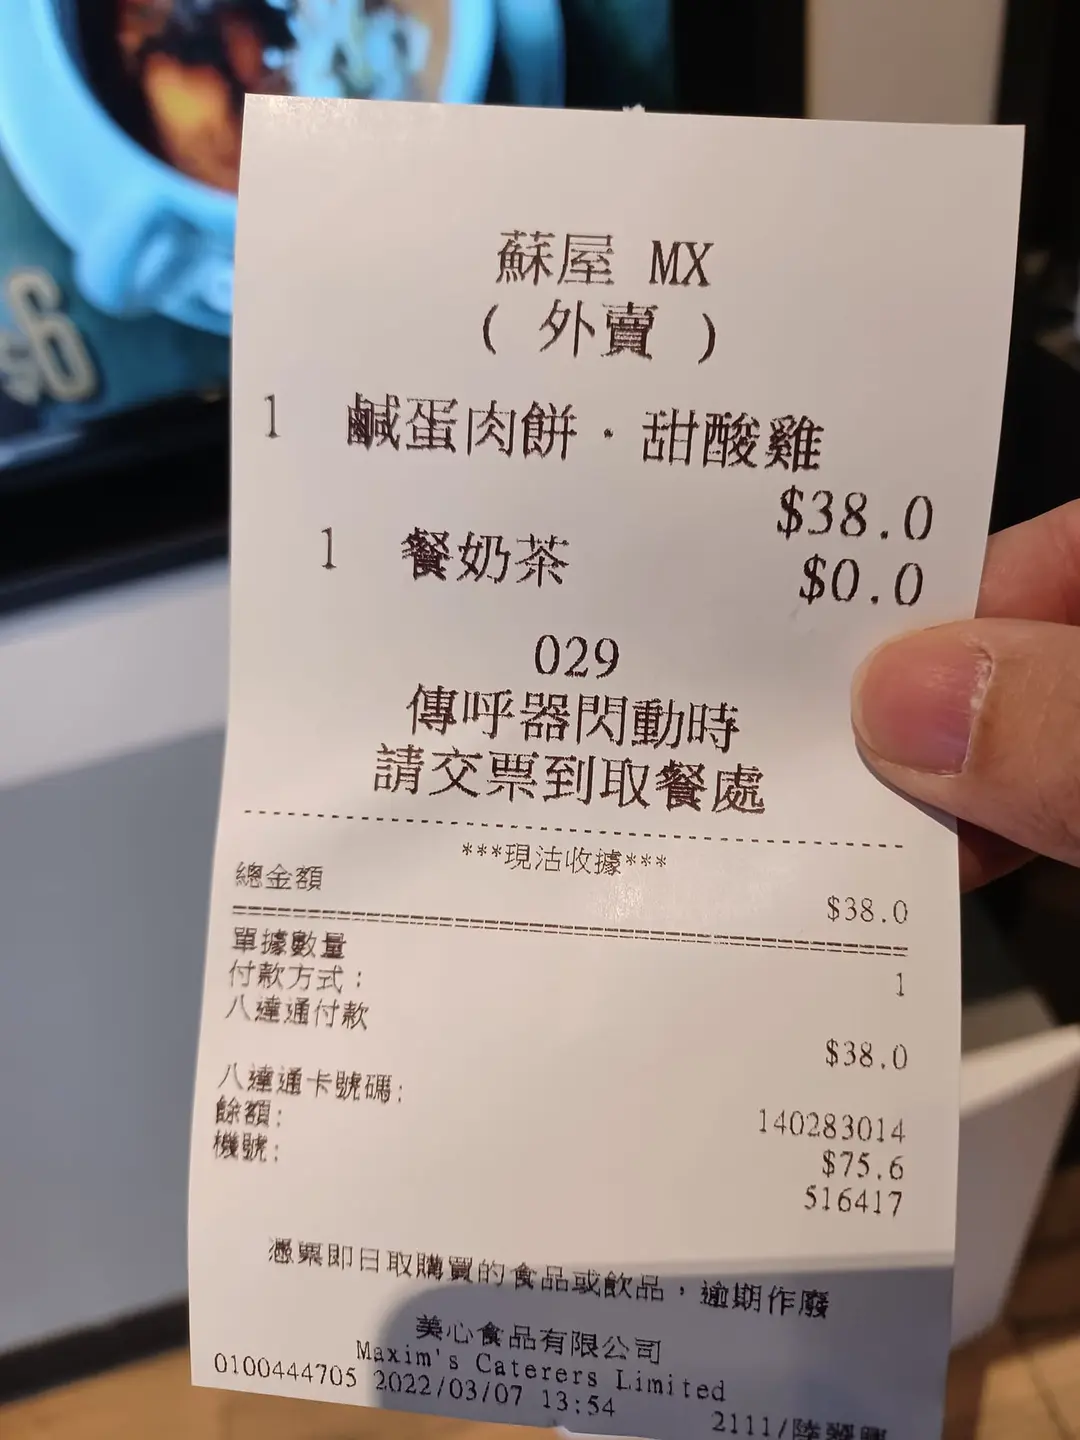 蘇屋 MX
( 外賣 )
1 鹹蛋肉餅．甜酸雞
$38.0
1 餐奶茶 $0.0
029
傳呼器閃動時
請交票到取餐處
***現沽收據***
總金額 $38.0
單據數量 1
付款方式：
八達通付款 $38.0
八達通卡號碼: 140283014
餘額: $75.6
機號: 516417
憑票即日取購買的食品或飲品，逾期作廢
美心食品有限公司
Maxim's Caterers Limited
0100444705 2022/03/07 13:54
2111/陸翠
$6